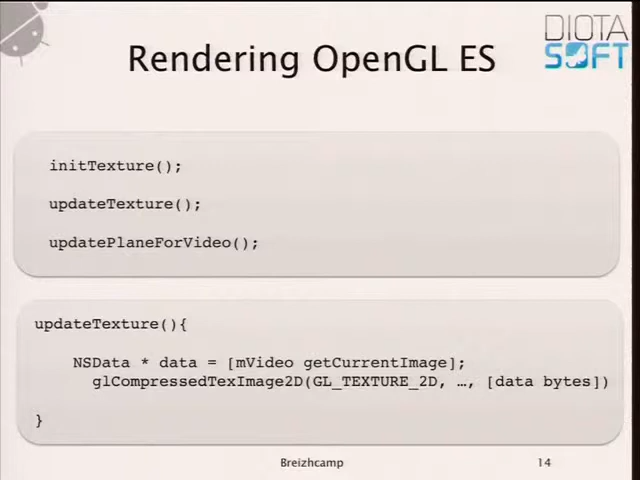 DIOTA
SOFT
Rendering OpenGL ES
initTexture();
updateTexture();
updatePlaneForVideo();
updateTexture(){
NSData * data = [mVideo getCurrentImage];
glCompressedTexImage2D(GL_TEXTURE_2D, …, [data bytes])
}
Breizhcamp
14